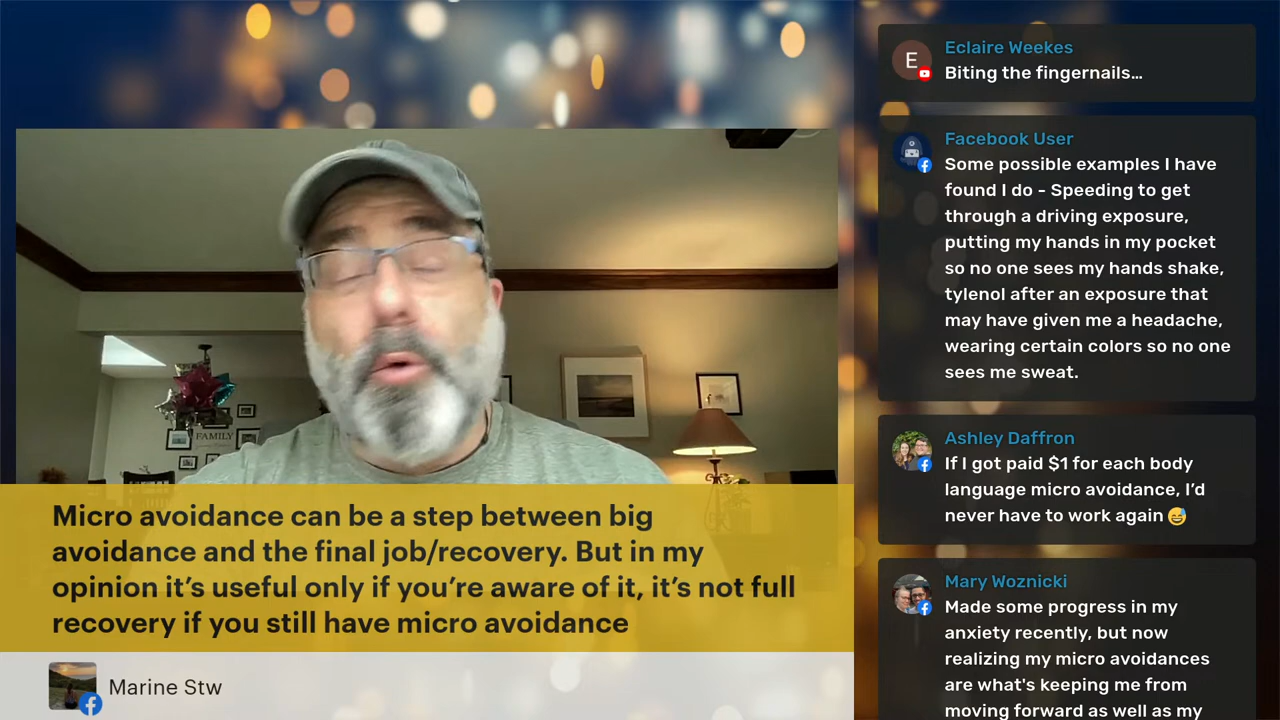 FAMILY
Micro avoidance can be a step between big
avoidance and the final job/recovery. But in my
opinion it’s useful only if you’re aware of it, it’s not full
recovery if you still have micro avoidance
Marine Stw
E
Eclaire Weekes
Biting the fingernails...
Facebook User
Some possible examples I have
found I do - Speeding to get
through a driving exposure,
putting my hands in my pocket
so no one sees my hands shake,
tylenol after an exposure that
may have given me a headache,
wearing certain colors so no one
sees me sweat.
Ashley Daffron
If I got paid $1 for each body
language micro avoidance, I’d
never have to work again 😅
Mary Woznicki
Made some progress in my
anxiety recently, but now
realizing my micro avoidances
are what's keeping me from
moving forward as well as my